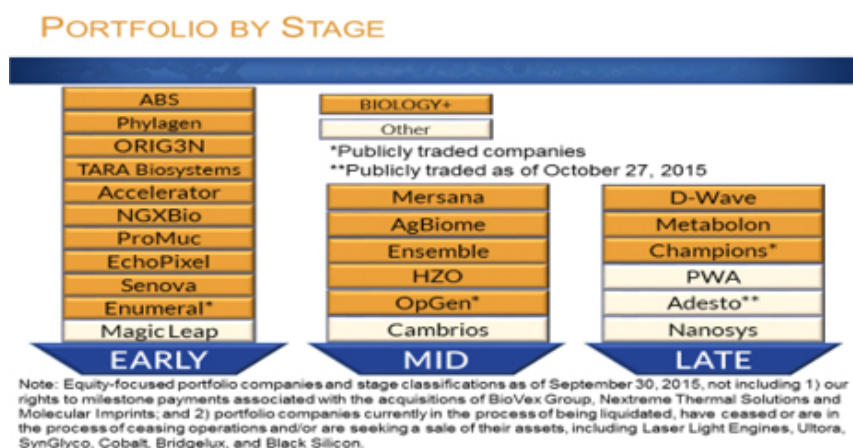 PORTFOLIO BY STAGE
ABS
Phylagen
ORIG3N
TARA Biosystems
Accelerator
NGXBio
ProMuc
EchoPixel
Senova
Enumeral*
Magic Leap
EARLY
BIOLOGY+
Other
*Publicly traded companies
**Publicly traded as of October 27, 2015
Mersana
AgBiome
Ensemble
HZO
OpGen*
Cambrios
MID
D-Wave
Metabolon
Champions*
PWA
Adesto**
Nanosys
LATE
Note: Equity-focused portfolio companies and stage classifications as of September 30, 2015, not including 1) our
rights to milestone payments associated with the acquisitions of BioVex Group, Nextreme Thermal Solutions and
Molecular Imprints; and 2) portfolio companies currently in the process of being liquidated, have ceased or are in
the process of ceasing operations and/or are seeking a sale of their assets, including Laser Light Engines, Ultora,
SynGlyco, Cobalt, Bridgelux, and Black Silicon.